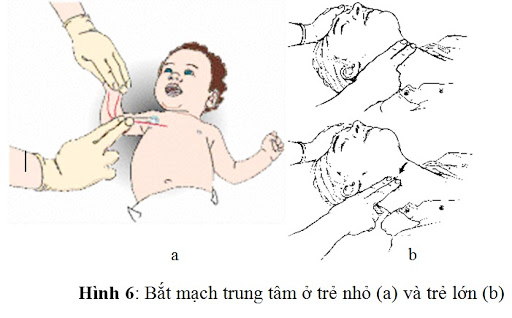 a
b
Hình 6: Bắt mạch trung tâm ở trẻ nhỏ (a) và trẻ lớn (b)